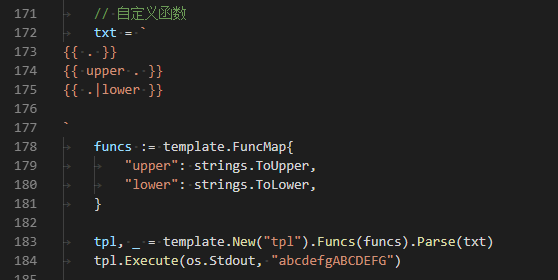 171 // 自定义函数
172 txt = `
173 {{ . }}
174 {{ upper . }}
175 {{ .|lower }}
176
177 `
178 funcs := template.FuncMap{
179 "upper": strings.ToUpper,
180 "lower": strings.ToLower,
181 }
182
183 tpl, _ = template.New("tpl").Funcs(funcs).Parse(txt)
184 tpl.Execute(os.Stdout, "abcdefgABCDEFG")
185